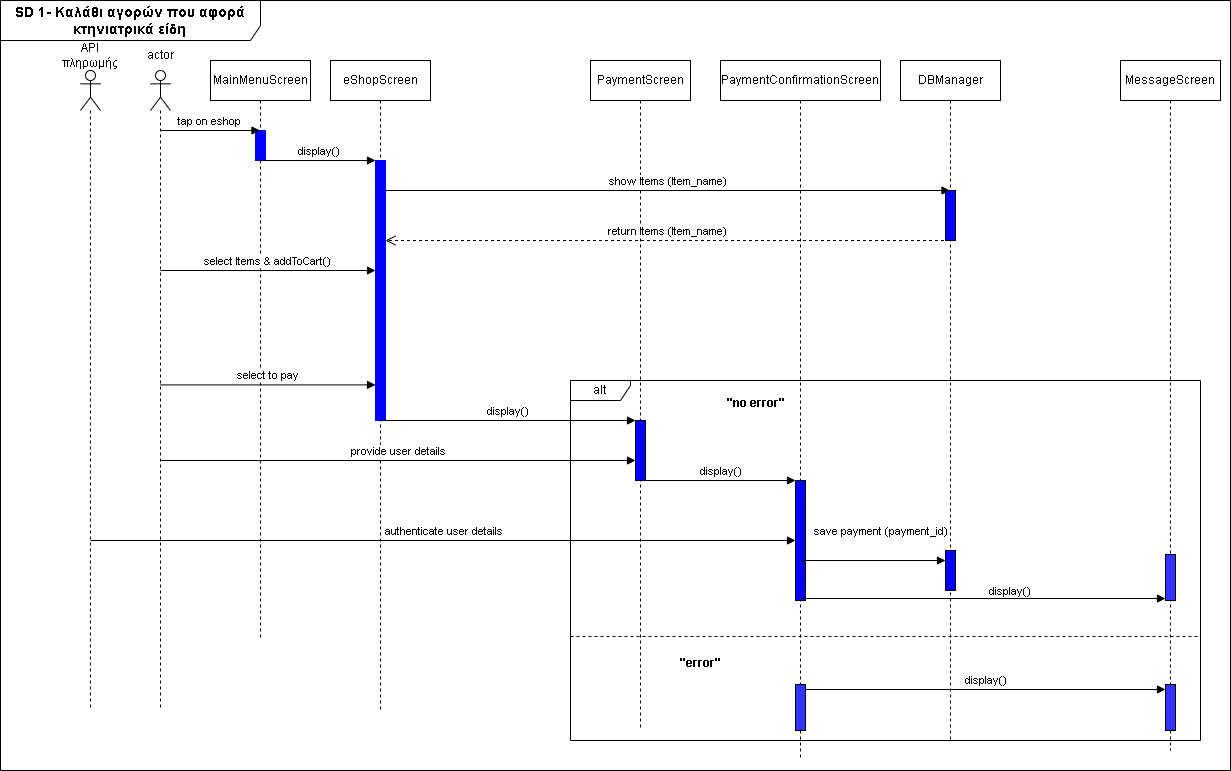 SD 1- Καλάθι αγορών που αφορά
κτηνιατρικά είδη
API
πληρωμής
actor
MainMenuScreen
eShopScreen
PaymentScreen
PaymentConfirmationScreen
DBManager
MessageScreen
tap on eshop
display()
show Items (Item_name)
return Items (Item_name)
select Items & addToCart()
select to pay
alt
"no error"
display()
provide user details
display()
authenticate user details
save payment (payment_id)
display()
"error"
display()